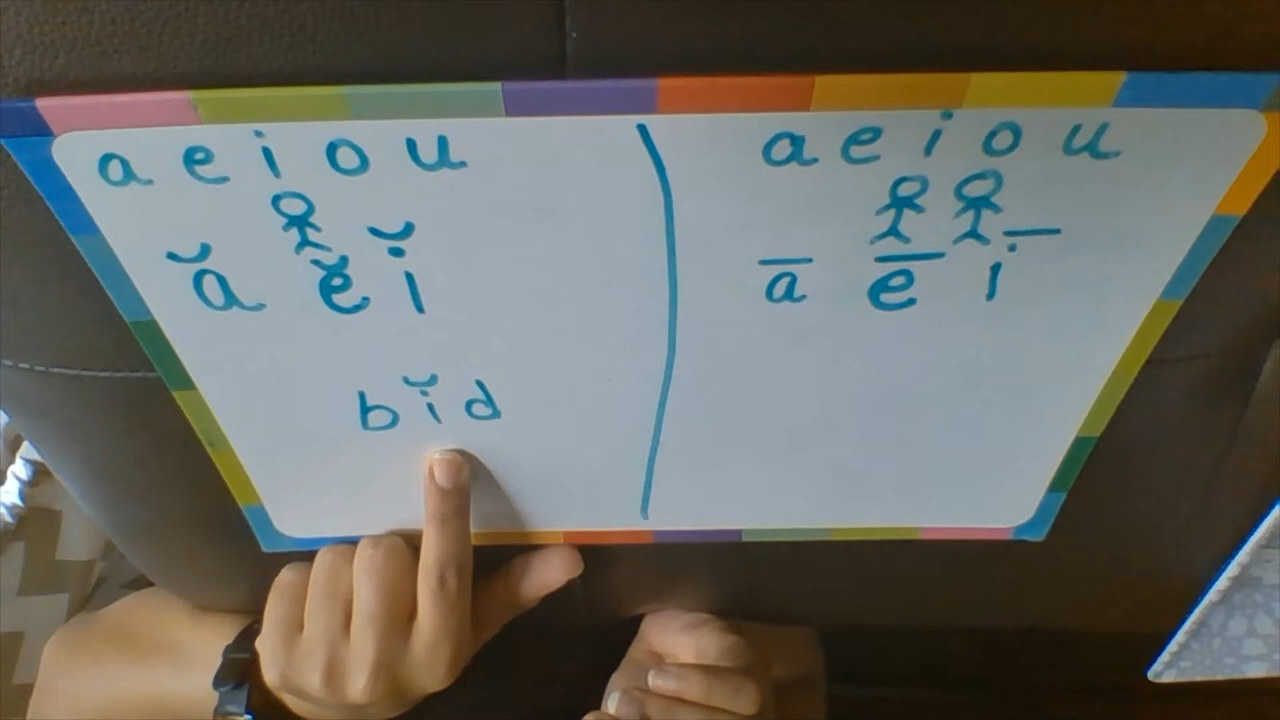 a e i o u
ă ĕ ĭ
bĭd
a e i o u
ā ē ī